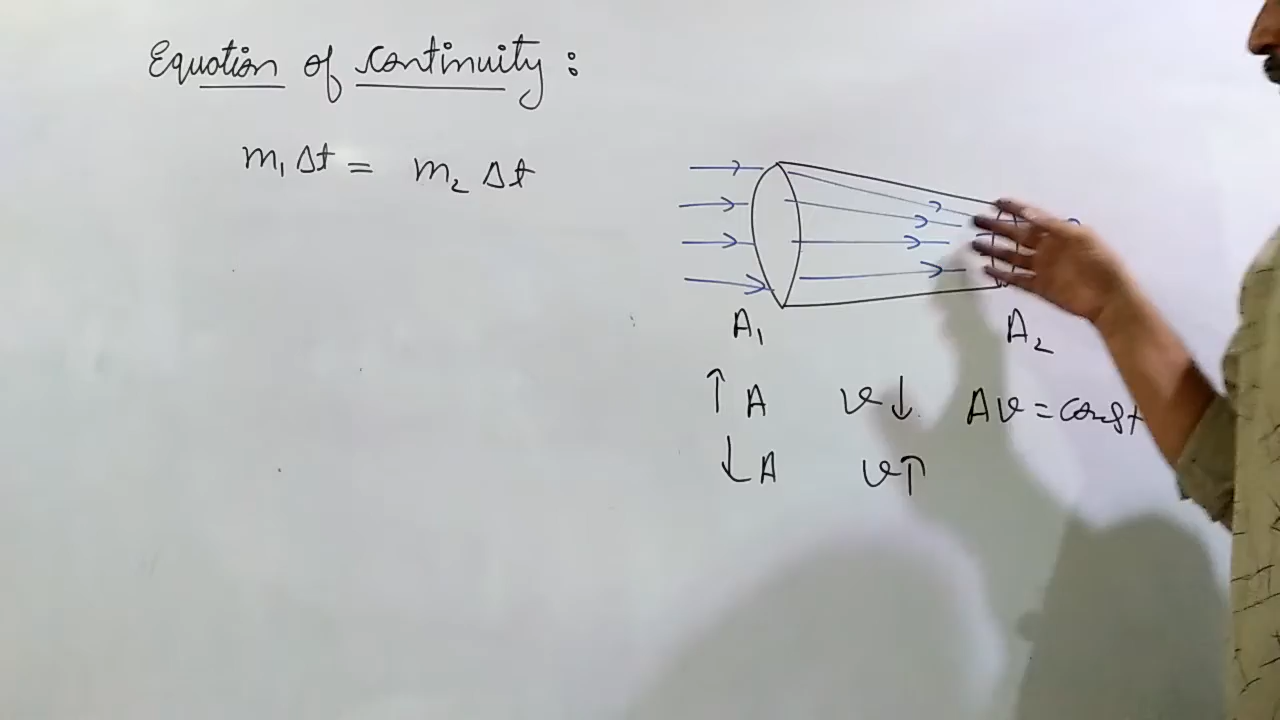 Equation of continuity :
m₁ Δt = m₂ Δt
A₁ A₂
↑ A v ↓ Av = const
↓ A v ↑